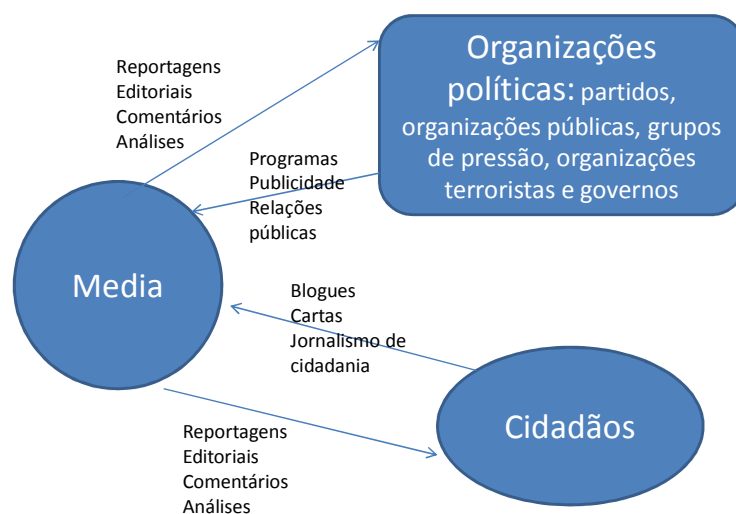 Reportagens
Editoriais
Comentários
Análises
Organizações
políticas: partidos,
organizações públicas, grupos
de pressão, organizações
terroristas e governos
Programas
Publicidade
Relações
públicas
Media
Blogues
Cartas
Jornalismo de
cidadania
Cidadãos
Reportagens
Editoriais
Comentários
Análises